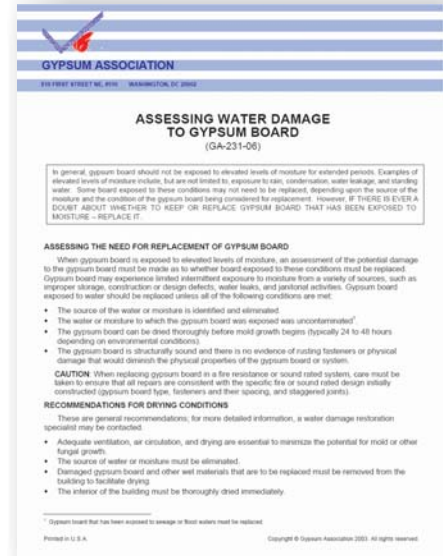 GYPSUM ASSOCIATION
810 FIRST STREET NE, #510 WASHINGTON, DC 20002
ASSESSING WATER DAMAGE
TO GYPSUM BOARD
(GA-231-06)
In general, gypsum board should not be exposed to elevated levels of moisture for extended periods. Examples of
elevated levels of moisture include, but are not limited to, exposure to rain, condensation, water leakage, and standing
water. Some board exposed to these conditions may not need to be replaced, depending upon the source of the
moisture and the condition of the gypsum board being considered for replacement. However, IF THERE IS EVER A
DOUBT ABOUT WHETHER TO KEEP OR REPLACE GYPSUM BOARD THAT HAS BEEN EXPOSED TO
MOISTURE – REPLACE IT.
ASSESSING THE NEED FOR REPLACEMENT OF GYPSUM BOARD
When gypsum board is exposed to elevated levels of moisture, an assessment of the potential damage
to the gypsum board must be made as to whether board exposed to these conditions must be replaced.
Gypsum board may experience limited intermittent exposure to moisture from a variety of sources, such as
improper storage, construction or design defects, water leaks, and janitorial activities. Gypsum board
exposed to water should be replaced unless all of the following conditions are met:
• The source of the water or moisture is identified and eliminated.
• The water or moisture to which the gypsum board was exposed was uncontaminated*.
• The gypsum board can be dried thoroughly before mold growth begins (typically 24 to 48 hours
depending on environmental conditions).
• The gypsum board is structurally sound and there is no evidence of rusting fasteners or physical
damage that would diminish the physical properties of the gypsum board or system.
CAUTION: When replacing gypsum board in a fire resistance or sound rated system, care must be
taken to ensure that all repairs are consistent with the specific fire or sound rated design initially
constructed (gypsum board type, fasteners and their spacing, and staggered joints).
RECOMMENDATIONS FOR DRYING CONDITIONS
These are general recommendations; for more detailed information, a water damage restoration
specialist may be contacted.
• Adequate ventilation, air circulation, and drying are essential to minimize the potential for mold or other
fungal growth.
• The source of water or moisture must be eliminated.
• Damaged gypsum board and other wet materials that are to be replaced must be removed from the
building to facilitate drying.
• The interior of the building must be thoroughly dried immediately.
* Gypsum board that has been exposed to sewage or flood waters must be replaced.
Printed in U.S.A. Copyright © Gypsum Association 2003. All rights reserved.